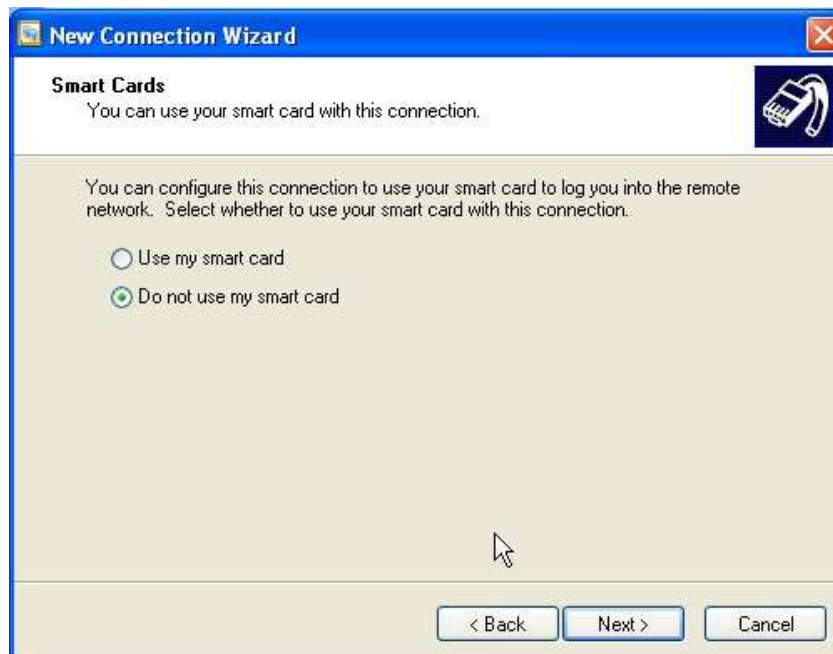 New Connection Wizard
Smart Cards
You can use your smart card with this connection.
You can configure this connection to use your smart card to log you into the remote
network. Select whether to use your smart card with this connection.
Use my smart card
Do not use my smart card
< Back
Next >
Cancel